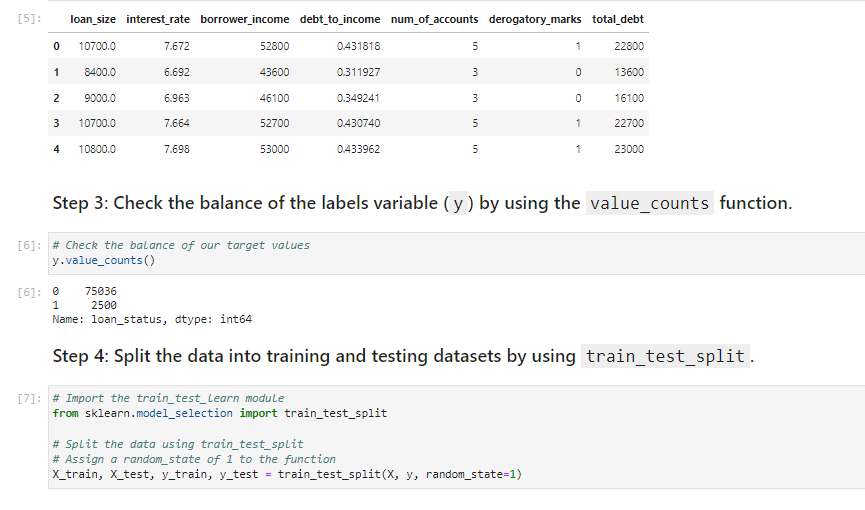 [5]: loan_size interest_rate borrower_income debt_to_income num_of_accounts derogatory_marks total_debt
0 10700.0 7.672 52800 0.431818 5 1 22800
1 8400.0 6.692 43600 0.311927 3 0 13600
2 9000.0 6.963 46100 0.349241 3 0 16100
3 10700.0 7.664 52700 0.430740 5 1 22700
4 10800.0 7.698 53000 0.433962 5 1 23000
Step 3: Check the balance of the labels variable (y) by using the value_counts function.
[6]: # Check the balance of our target values
y.value_counts()
[6]: 0 75036
1 2500
Name: loan_status, dtype: int64
Step 4: Split the data into training and testing datasets by using train_test_split.
[7]: # Import the train_test_learn module
from sklearn.model_selection import train_test_split
# Split the data using train_test_split
# Assign a random_state of 1 to the function
X_train, X_test, y_train, y_test = train_test_split(X, y, random_state=1)